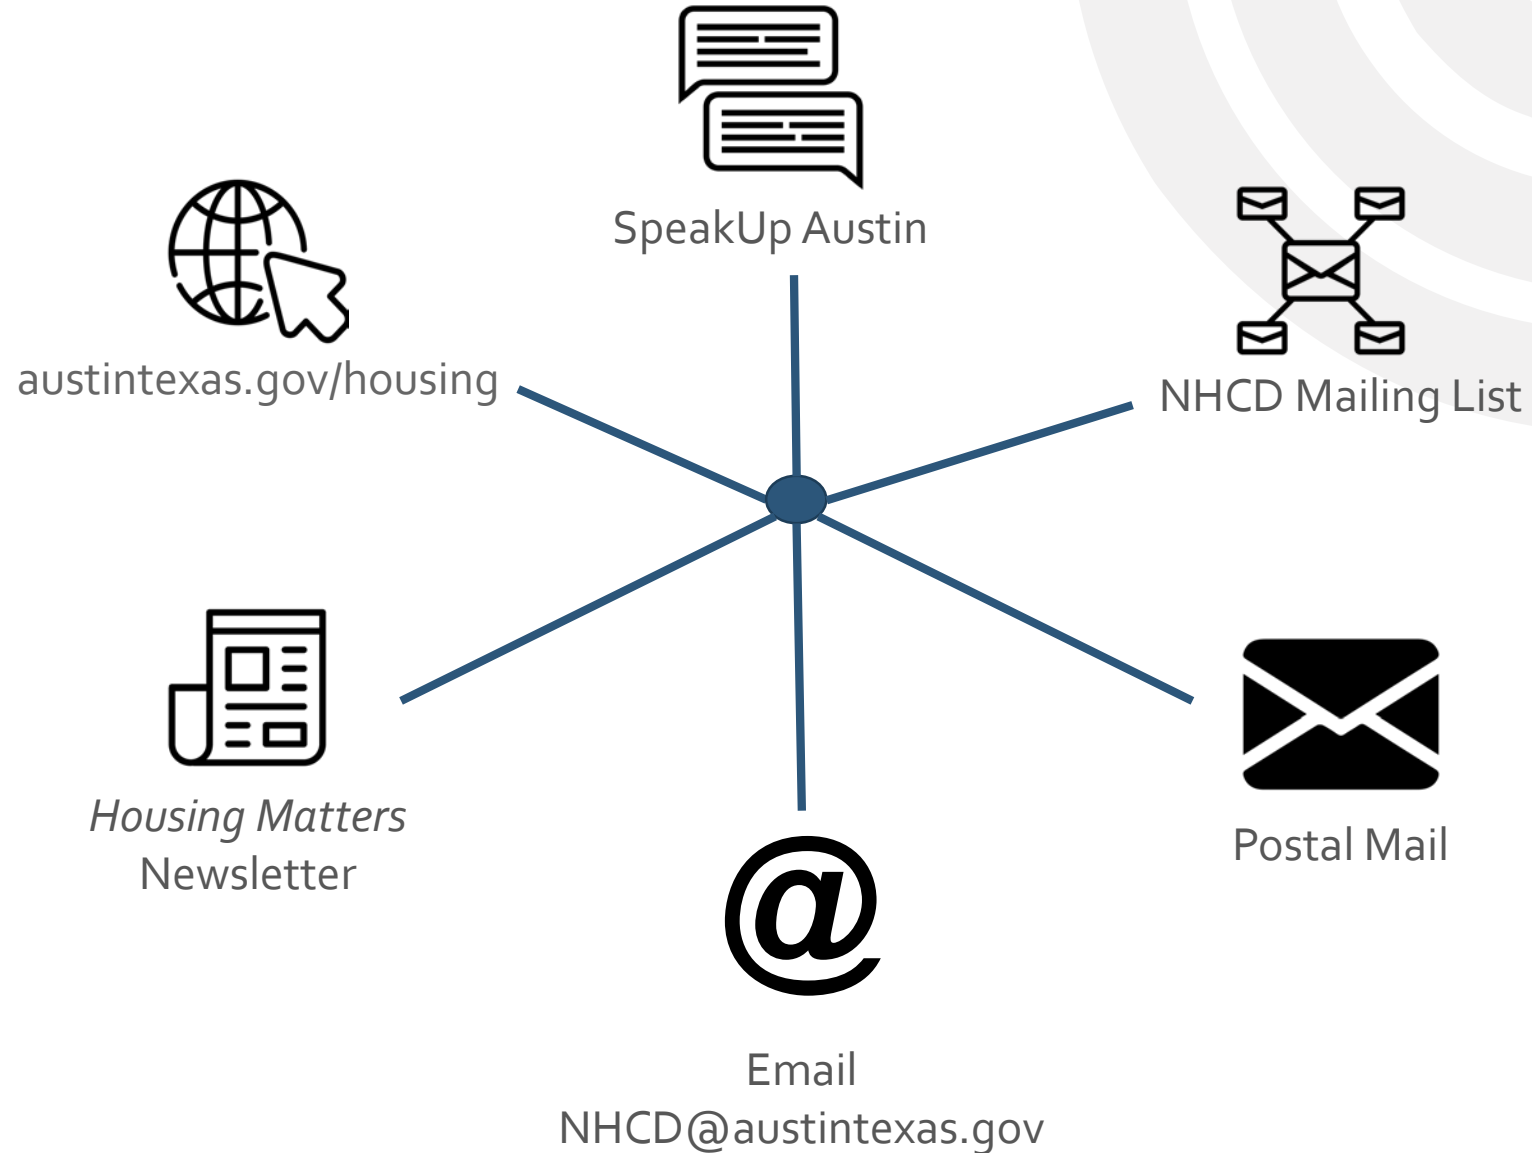 SpeakUp Austin
austintexas.gov/housing
NHCD Mailing List
Housing Matters
Newsletter
Postal Mail
@
Email
NHCD@austintexas.gov